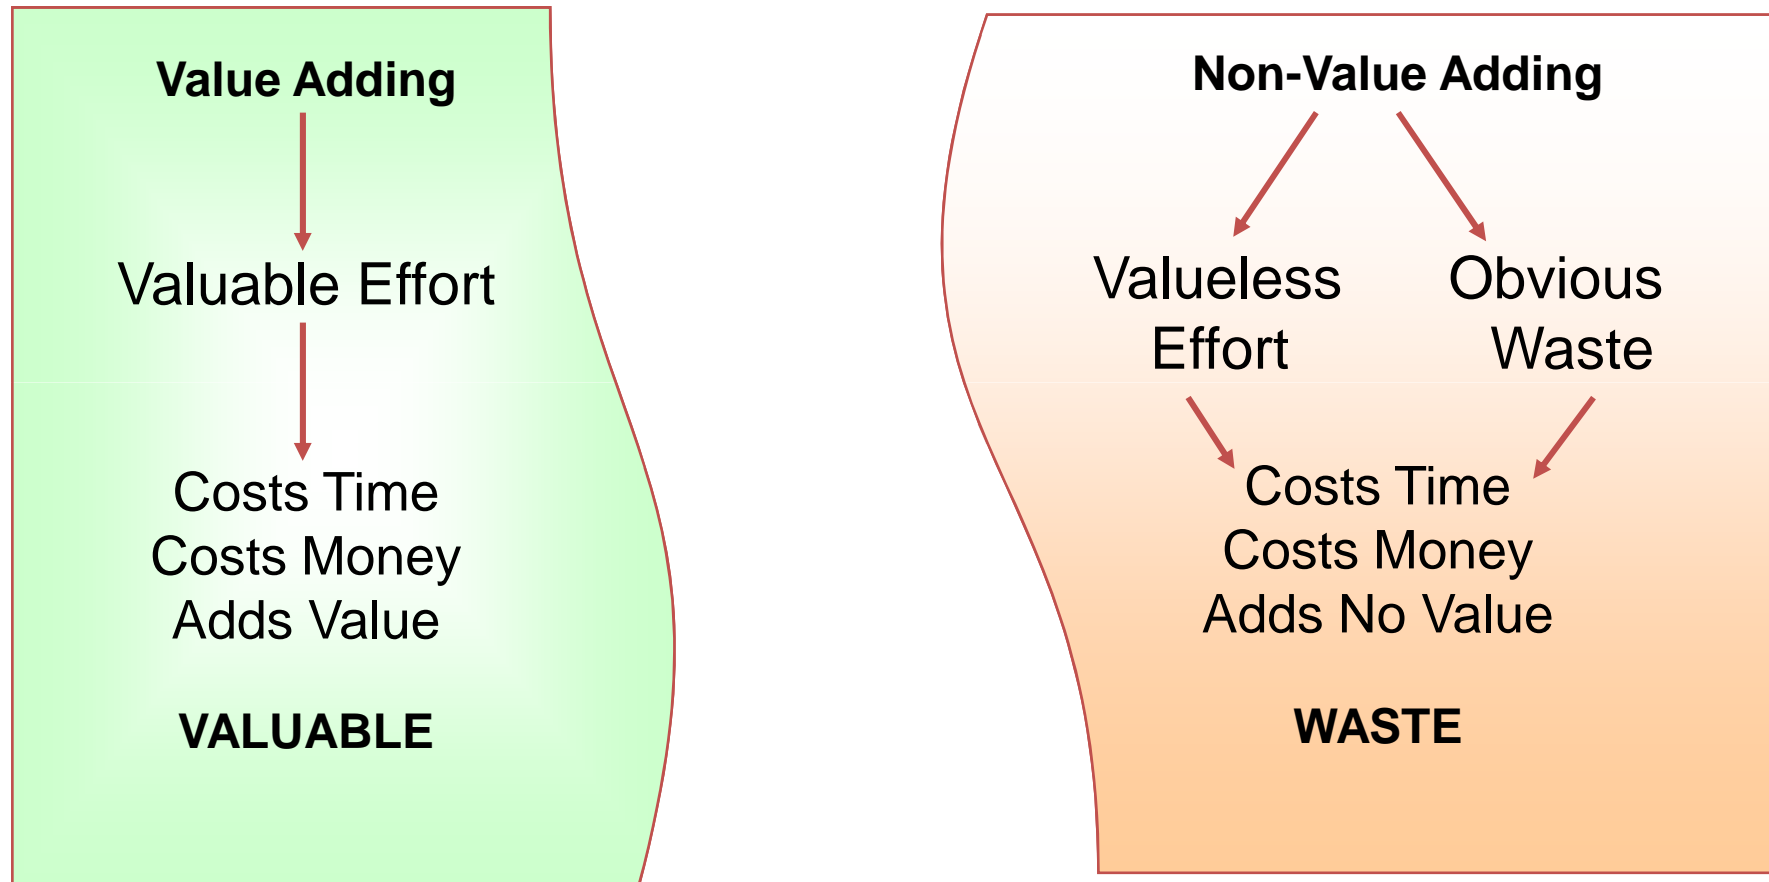 Value Adding
Valuable Effort
Costs Time
Costs Money
Adds Value
VALUABLE
Non-Value Adding
Valueless
Effort
Obvious
Waste
Costs Time
Costs Money
Adds No Value
WASTE